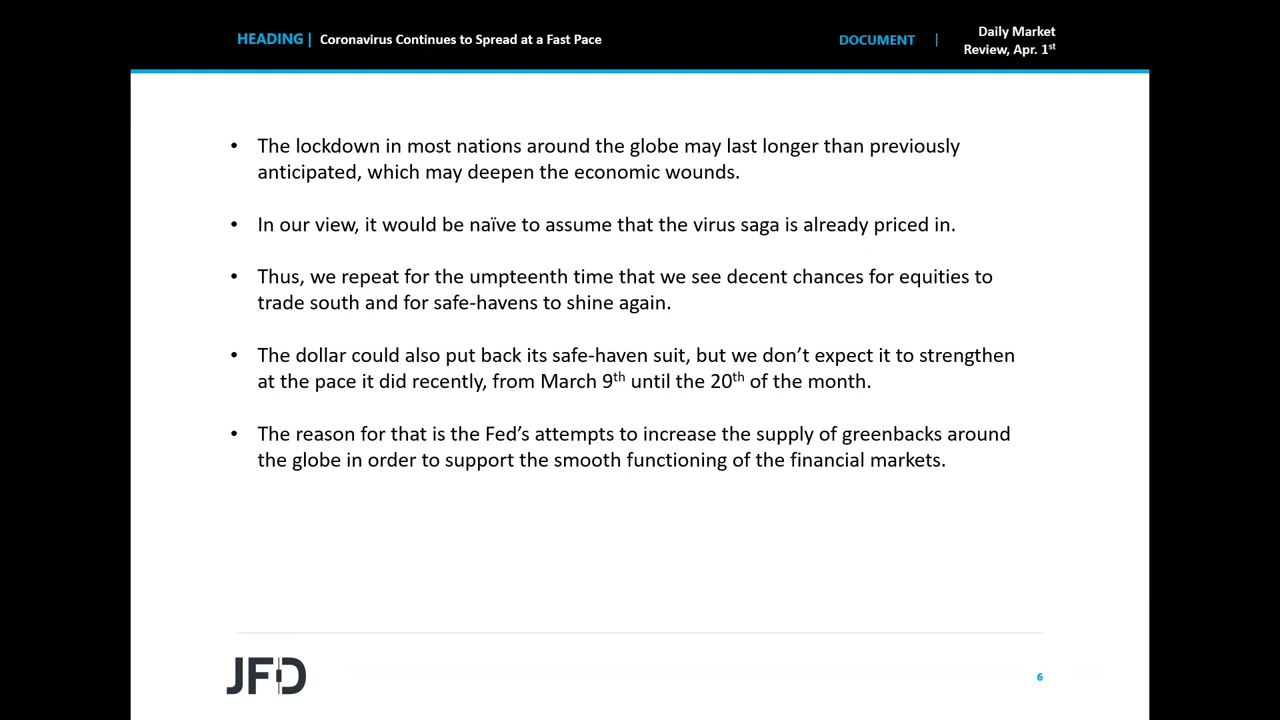 HEADING | Coronavirus Continues to Spread at a Fast Pace
DOCUMENT | Daily Market
Review, Apr. 1st
• The lockdown in most nations around the globe may last longer than previously
anticipated, which may deepen the economic wounds.
• In our view, it would be naïve to assume that the virus saga is already priced in.
• Thus, we repeat for the umpteenth time that we see decent chances for equities to
trade south and for safe-havens to shine again.
• The dollar could also put back its safe-haven suit, but we don’t expect it to strengthen
at the pace it did recently, from March 9th until the 20th of the month.
• The reason for that is the Fed’s attempts to increase the supply of greenbacks around
the globe in order to support the smooth functioning of the financial markets.
JFD
6